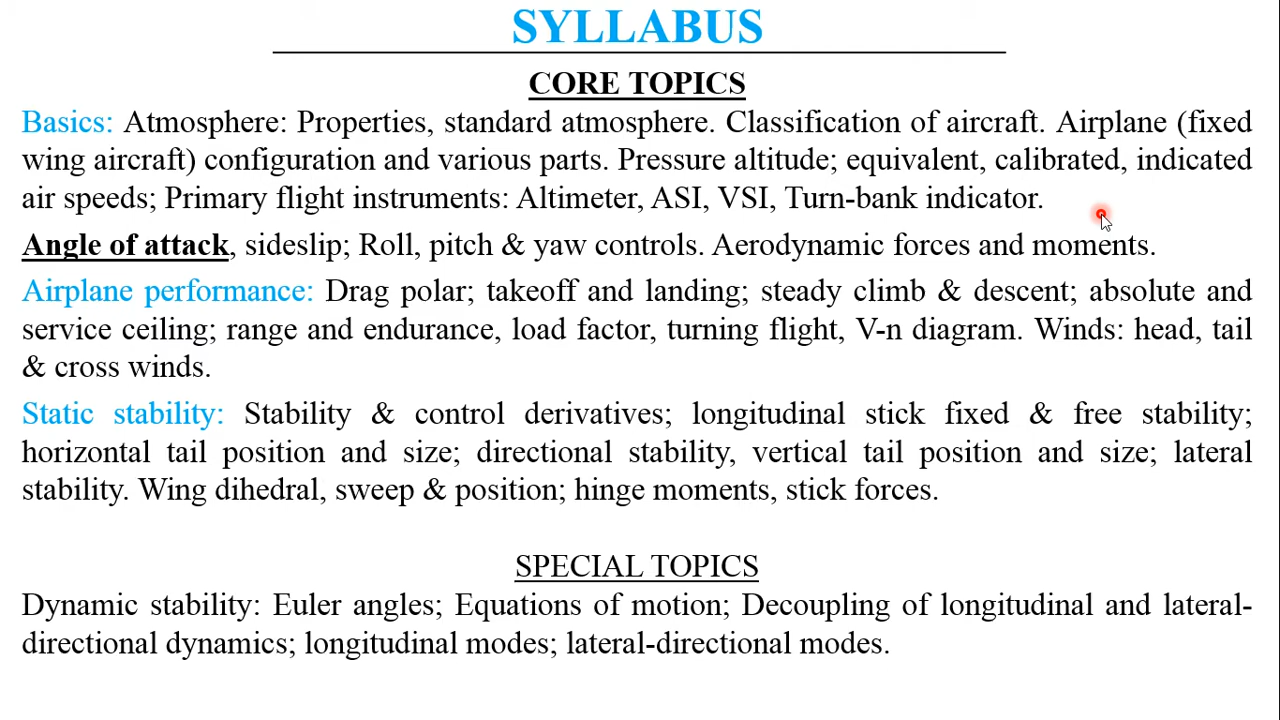 SYLLABUS
CORE TOPICS
Basics: Atmosphere: Properties, standard atmosphere. Classification of aircraft. Airplane (fixed
wing aircraft) configuration and various parts. Pressure altitude; equivalent, calibrated, indicated
air speeds; Primary flight instruments: Altimeter, ASI, VSI, Turn-bank indicator.
Angle of attack, sideslip; Roll, pitch & yaw controls. Aerodynamic forces and moments.
Airplane performance: Drag polar; takeoff and landing; steady climb & descent; absolute and
service ceiling; range and endurance, load factor, turning flight, V-n diagram. Winds: head, tail
& cross winds.
Static stability: Stability & control derivatives; longitudinal stick fixed & free stability;
horizontal tail position and size; directional stability, vertical tail position and size; lateral
stability. Wing dihedral, sweep & position; hinge moments, stick forces.
SPECIAL TOPICS
Dynamic stability: Euler angles; Equations of motion; Decoupling of longitudinal and lateral-
directional dynamics; longitudinal modes; lateral-directional modes.